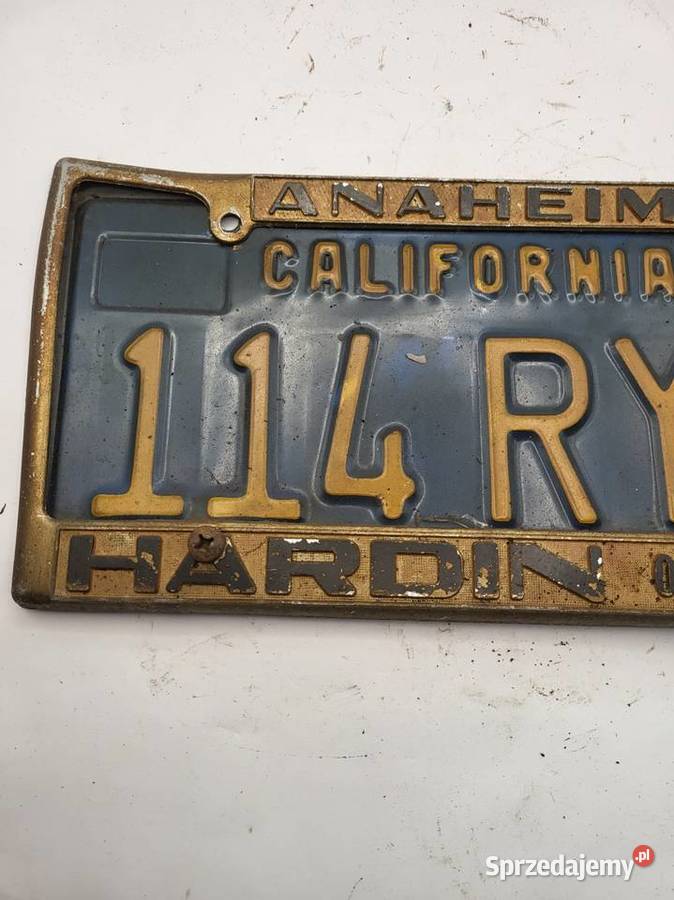 ANAHEIM
CALIFORNIA
114 RY
HARDIN
Sprzedajemy.pl